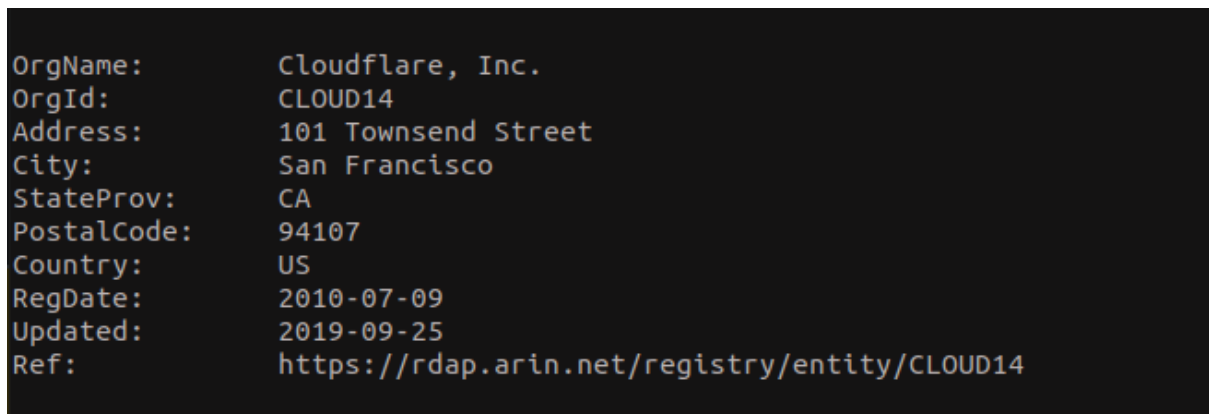 OrgName: Cloudflare, Inc.
OrgId: CLOUD14
Address: 101 Townsend Street
City: San Francisco
StateProv: CA
PostalCode: 94107
Country: US
RegDate: 2010-07-09
Updated: 2019-09-25
Ref: https://rdap.arin.net/registry/entity/CLOUD14